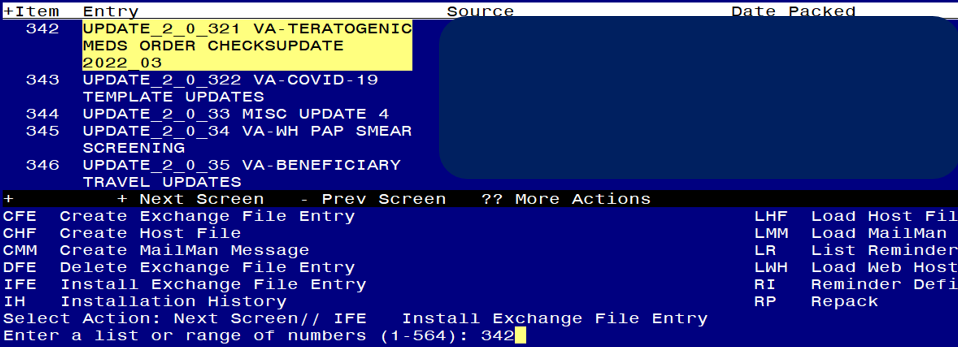 +Item  Entry  Source  Date Packed
342  UPDATE_2_0_321 VA-TERATOGENIC
MEDS ORDER CHECKSUPDATE
2022_03
343  UPDATE_2_0_322 VA-COVID-19
TEMPLATE UPDATES
344  UPDATE_2_0_33 MISC UPDATE 4
345  UPDATE_2_0_34 VA-WH PAP SMEAR
SCREENING
346  UPDATE_2_0_35 VA-BENEFICIARY
TRAVEL UPDATES
+  + Next Screen  - Prev Screen  ?? More Actions
CFE  Create Exchange File Entry  LHF  Load Host Fil
CHF  Create Host File  LMM  Load MailMan
CMM  Create MailMan Message  LR  List Reminder
DFE  Delete Exchange File Entry  LWH  Load Web Host
IFE  Install Exchange File Entry  RI  Reminder Defi
IH  Installation History  RP  Repack
Select Action: Next Screen// IFE  Install Exchange File Entry
Enter a list or range of numbers (1-564): 342